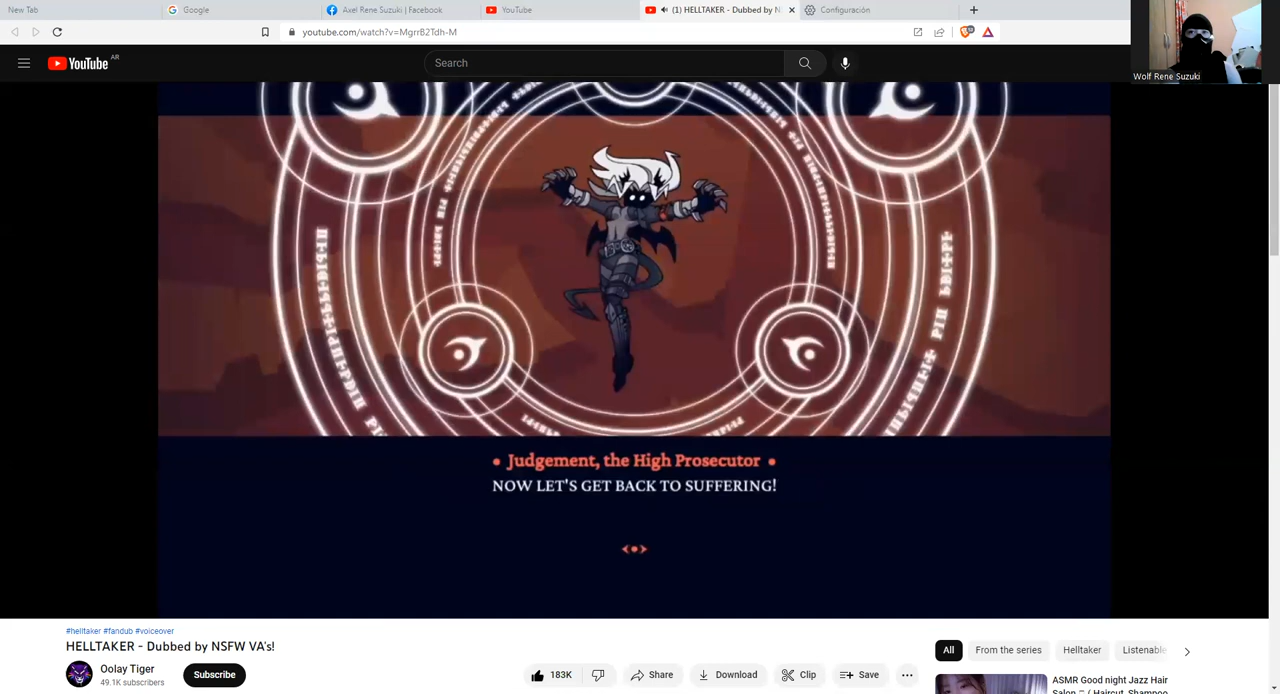 New Tab
Google
Axel Rene Suzuki | Facebook
YouTube
(1) HELLTAKER - Dubbed by N
Configuración
youtube.com/watch?v=MgrrB2Tdh-M
Wolf Rene Suzuki
YouTube AR
Search
• Judgement, the High Prosecutor •
NOW LET'S GET BACK TO SUFFERING!
#helltaker #fandub #voiceover
HELLTAKER - Dubbed by NSFW VA's!
Oolay Tiger
49.1K subscribers
Subscribe
183K
Share
Download
Clip
Save
All
From the series
Helltaker
Listenable
ASMR Good night Jazz Hair